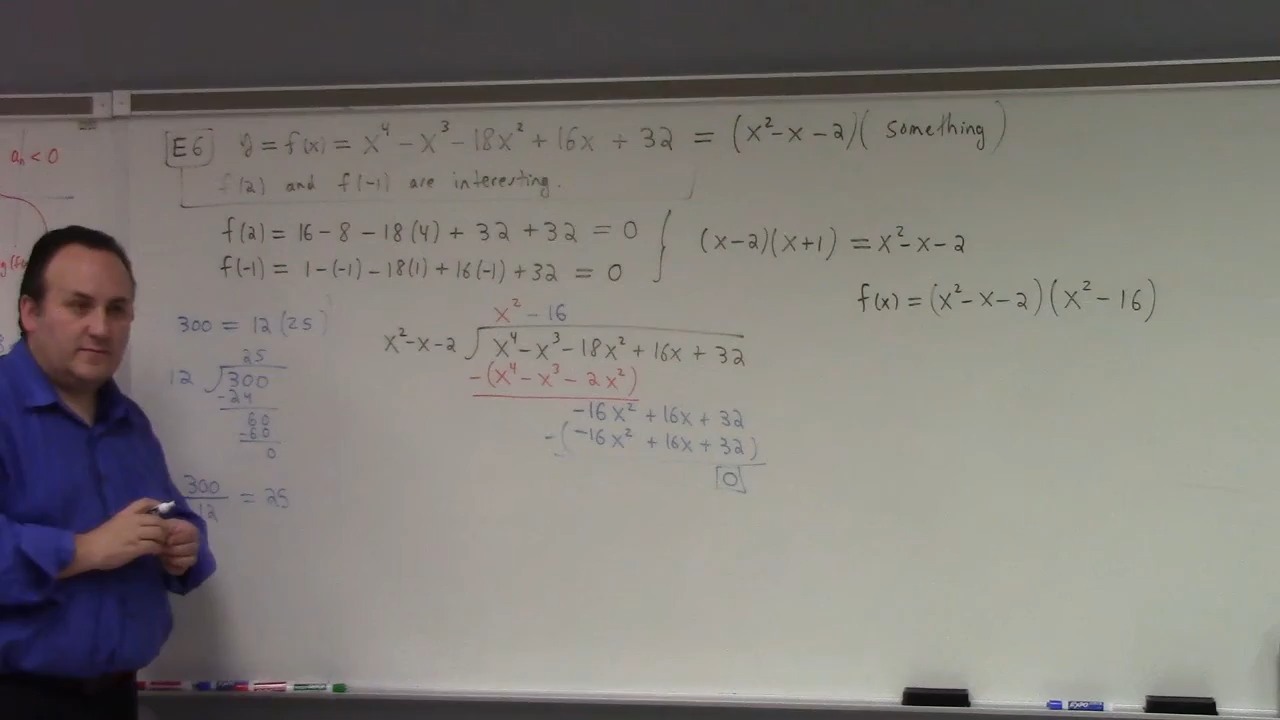 aₙ < 0
E6 y = f(x) = x⁴ - x³ - 18x² + 16x + 32 = (x² - x - 2)( something )
f(2) and f(-1) are interesting.
f(2) = 16 - 8 - 18(4) + 32 + 32 = 0
f(-1) = 1 - (-1) - 18(1) + 16(-1) + 32 = 0
(x-2)(x+1) = x² - x - 2
f(x) = (x² - x - 2)(x² - 16)
300 = 12(25)
25
12 300
-24
60
-60
0
300
12
= 25
x² - 16
x² - x - 2 x⁴ - x³ - 18x² + 16x + 32
-(x⁴ - x³ - 2x²)
-16x² + 16x + 32
-(-16x² + 16x + 32)
0
EXPO